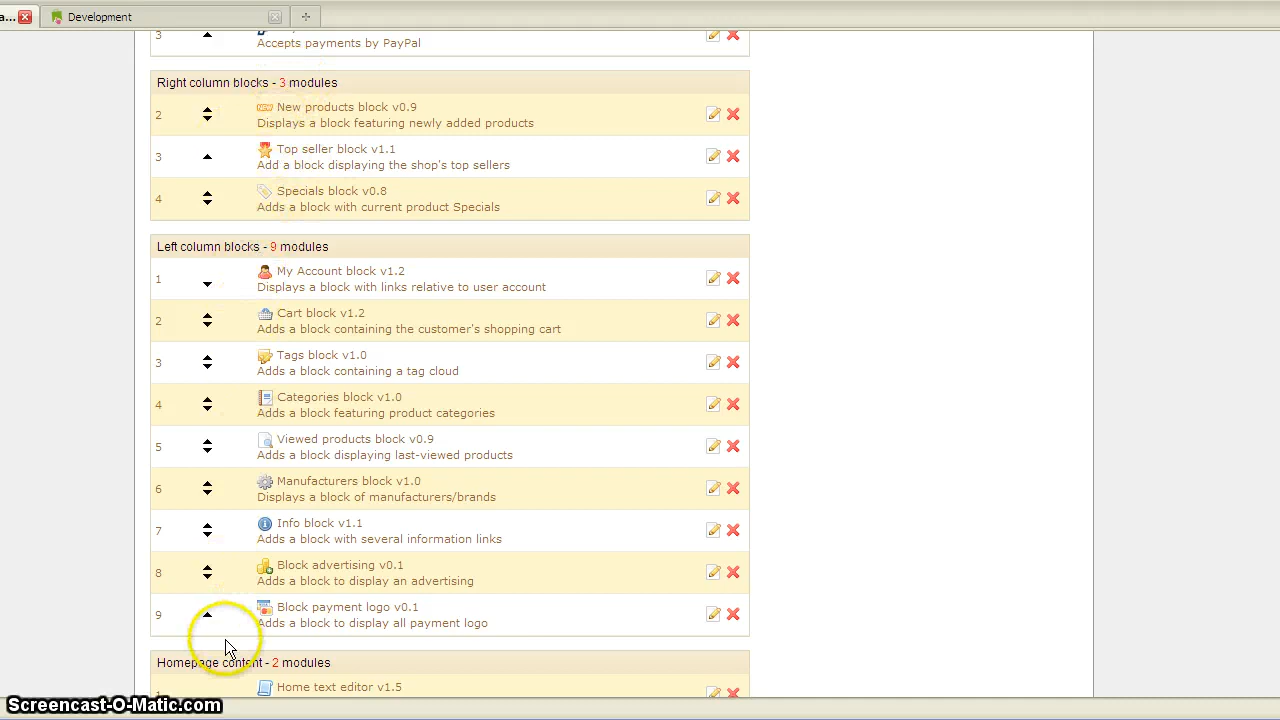 a...
Development
3
Accepts payments by PayPal
Right column blocks - 3 modules
2 New products block v0.9
Displays a block featuring newly added products
3 Top seller block v1.1
Add a block displaying the shop's top sellers
4 Specials block v0.8
Adds a block with current product Specials
Left column blocks - 9 modules
1 My Account block v1.2
Displays a block with links relative to user account
2 Cart block v1.2
Adds a block containing the customer's shopping cart
3 Tags block v1.0
Adds a block containing a tag cloud
4 Categories block v1.0
Adds a block featuring product categories
5 Viewed products block v0.9
Adds a block displaying last-viewed products
6 Manufacturers block v1.0
Displays a block of manufacturers/brands
7 Info block v1.1
Adds a block with several information links
8 Block advertising v0.1
Adds a block to display an advertising
9 Block payment logo v0.1
Adds a block to display all payment logo
Homepage content - 2 modules
1 Home text editor v1.5
Screencast-O-Matic.com